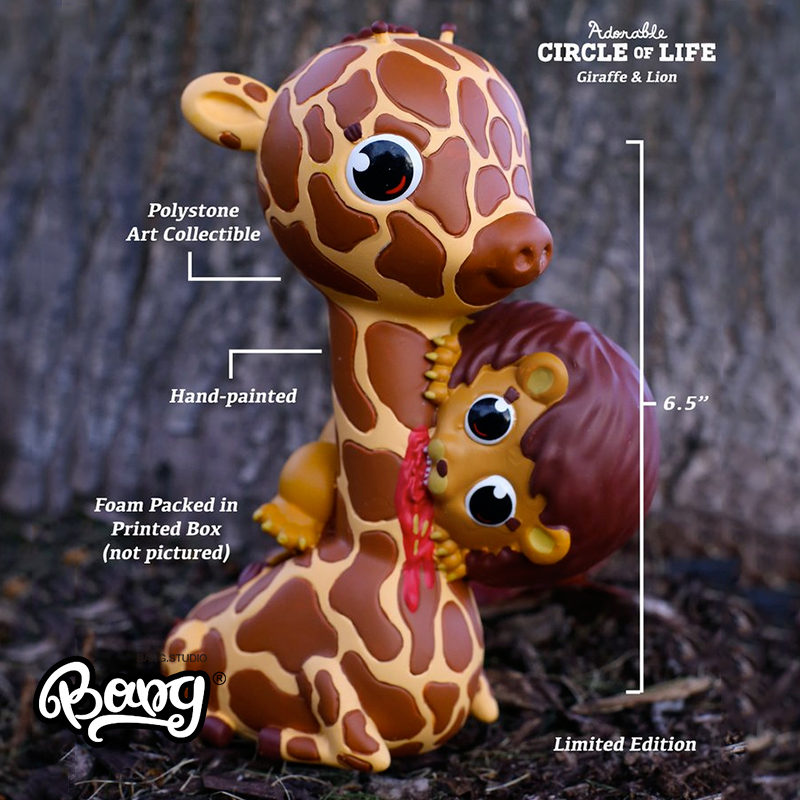 Adorable
CIRCLE OF LIFE
Giraffe & Lion
Polystone
Art Collectible
Hand-painted
6.5”
Foam Packed in
Printed Box
(not pictured)
G.STUDIO
Bang®
Limited Edition